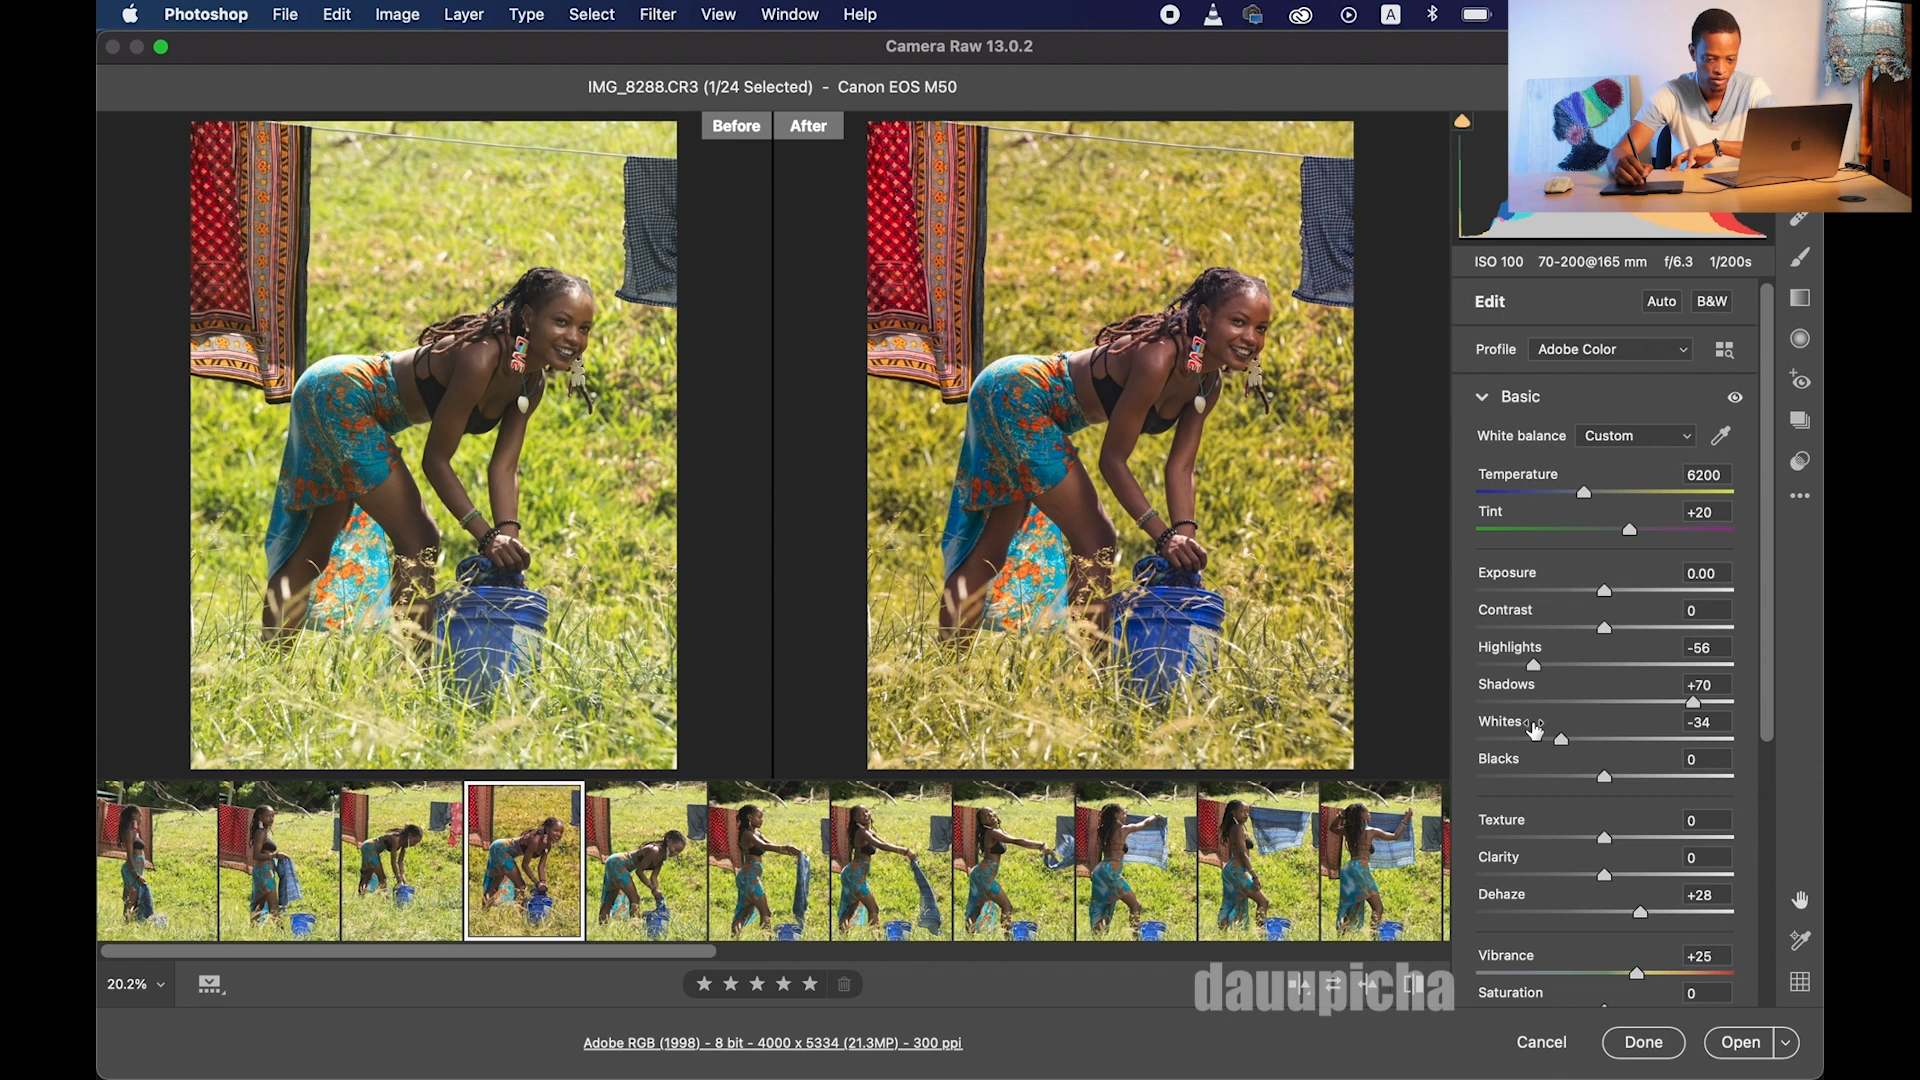 Photoshop File Edit Image Layer Type Select Filter View Window Help A
Camera Raw 13.0.2
IMG_8288.CR3 (1/24 Selected) - Canon EOS M50
Before After
ISO 100 70-200@165 mm f/6.3 1/200s
Edit Auto B&W
Profile Adobe Color
Basic
White balance Custom
Temperature 6200
Tint +20
Exposure 0.00
Contrast 0
Highlights -56
Shadows +70
Whites -34
Blacks 0
Texture 0
Clarity 0
Dehaze +28
Vibrance +25
Saturation 0
20.2%
dauupicha
Adobe RGB (1998) - 8 bit - 4000 x 5334 (21.3MP) - 300 ppi
Cancel Done Open